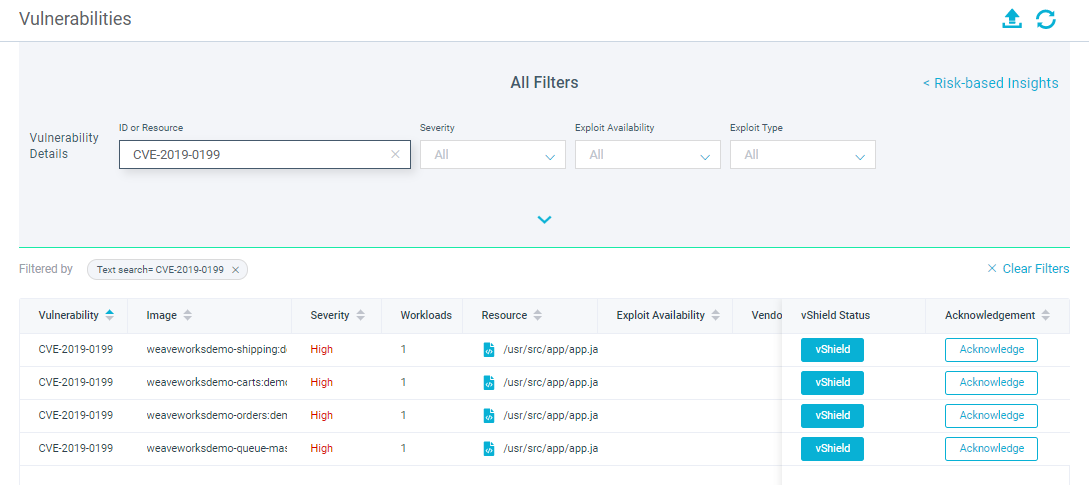 Vulnerabilities
All Filters
< Risk-based Insights
Vulnerability Details
ID or Resource
Severity
Exploit Availability
Exploit Type
CVE-2019-0199
All
All
All
Filtered by
Text search= CVE-2019-0199
Clear Filters
Vulnerability Image Severity Workloads Resource Exploit Availability Vendo vShield Status Acknowledgement
CVE-2019-0199 weaveworksdemo-shipping:d High 1 /usr/src/app/app.ja vShield Acknowledge
CVE-2019-0199 weaveworksdemo-carts:demo High 1 /usr/src/app/app.ja vShield Acknowledge
CVE-2019-0199 weaveworksdemo-orders:den High 1 /usr/src/app/app.ja vShield Acknowledge
CVE-2019-0199 weaveworksdemo-queue-mas High 1 /usr/src/app/app.ja vShield Acknowledge